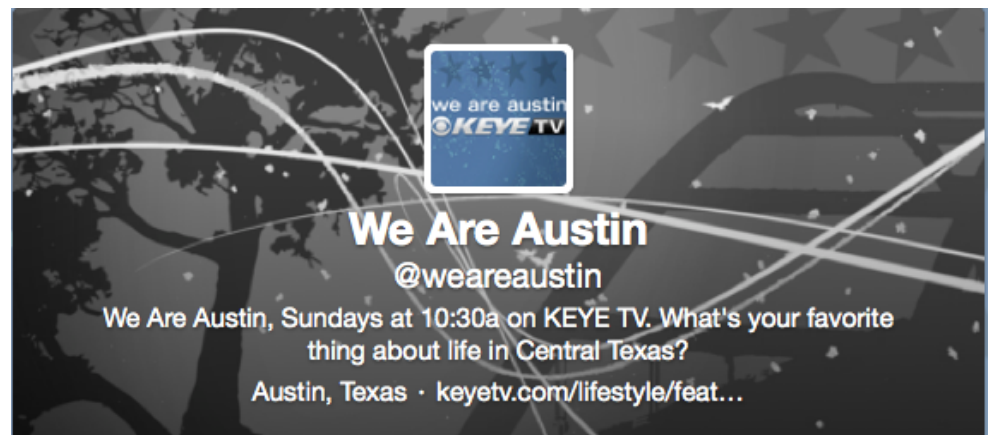 we are austin
KEYE TV
We Are Austin
@weareaustin
We Are Austin, Sundays at 10:30a on KEYE TV. What's your favorite
thing about life in Central Texas?
Austin, Texas · keyetv.com/lifestyle/feat...